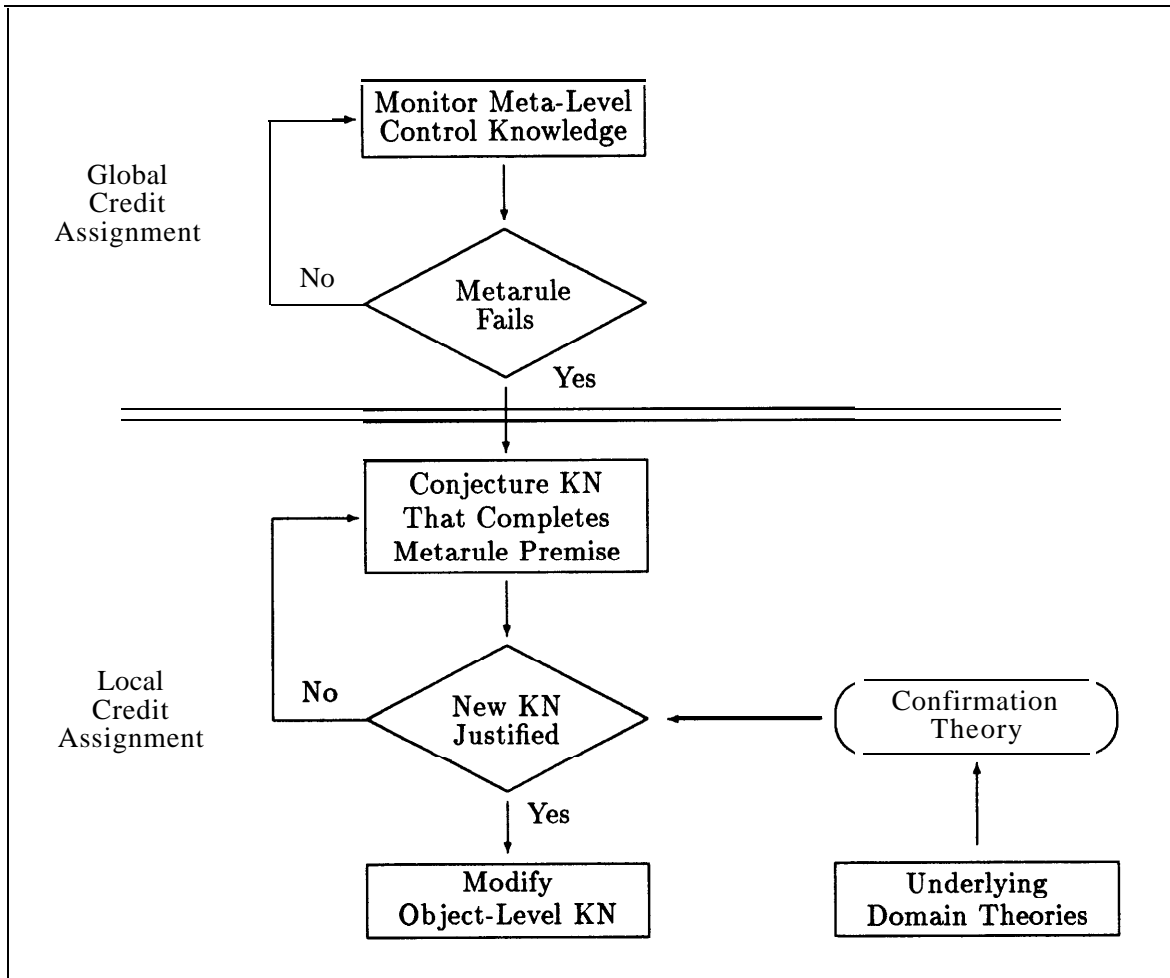 Monitor Meta-Level
Control Knowledge
Global
Credit
Assignment
No
Metarule
Fails
Yes
Conjecture KN
That Completes
Metarule Premise
Local
Credit
Assignment
No
New KN
Justified
Confirmation
Theory
Yes
Modify
Object-Level KN
Underlying
Domain Theories